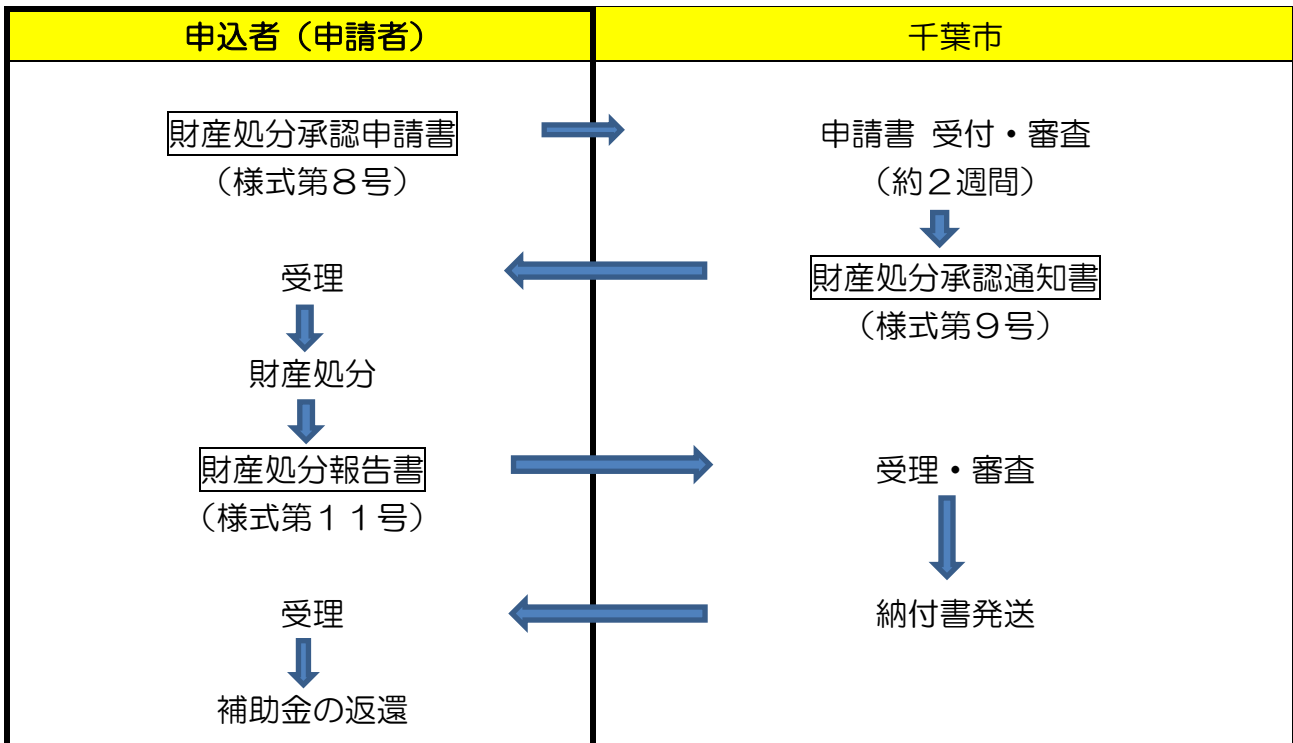 申込者（申請者）
千葉市
財産処分承認申請書
（様式第８号）
申請書 受付・審査
（約２週間）
受理
財産処分承認通知書
（様式第９号）
財産処分
財産処分報告書
（様式第１１号）
受理・審査
受理
納付書発送
補助金の返還